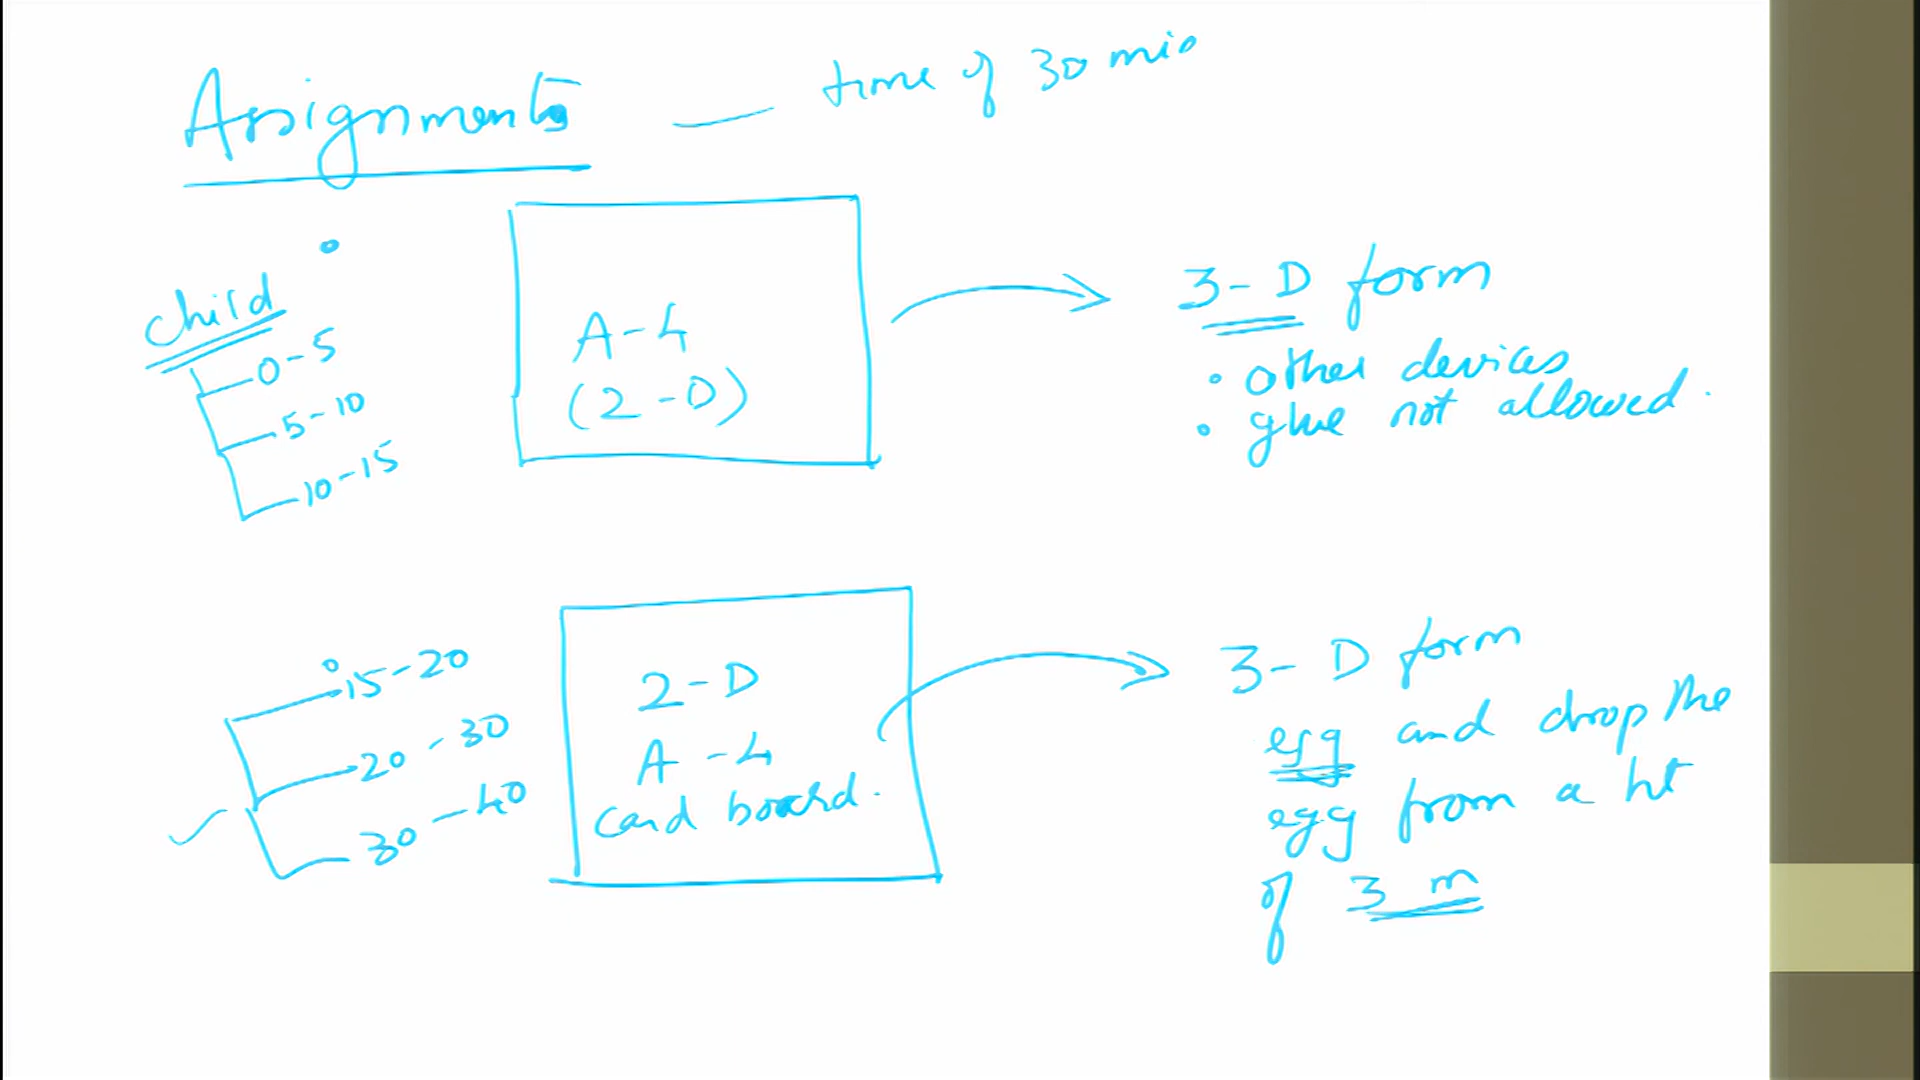 Assignments — time of 30 min
child
0-5
5-10
10-15
A-4
(2-D)
3-D form
• other devices
• glue not allowed.
15-20
20-30
30-40
2-D
A-4
card board.
3-D form
egg and drop the
egg from a ht
of 3 m